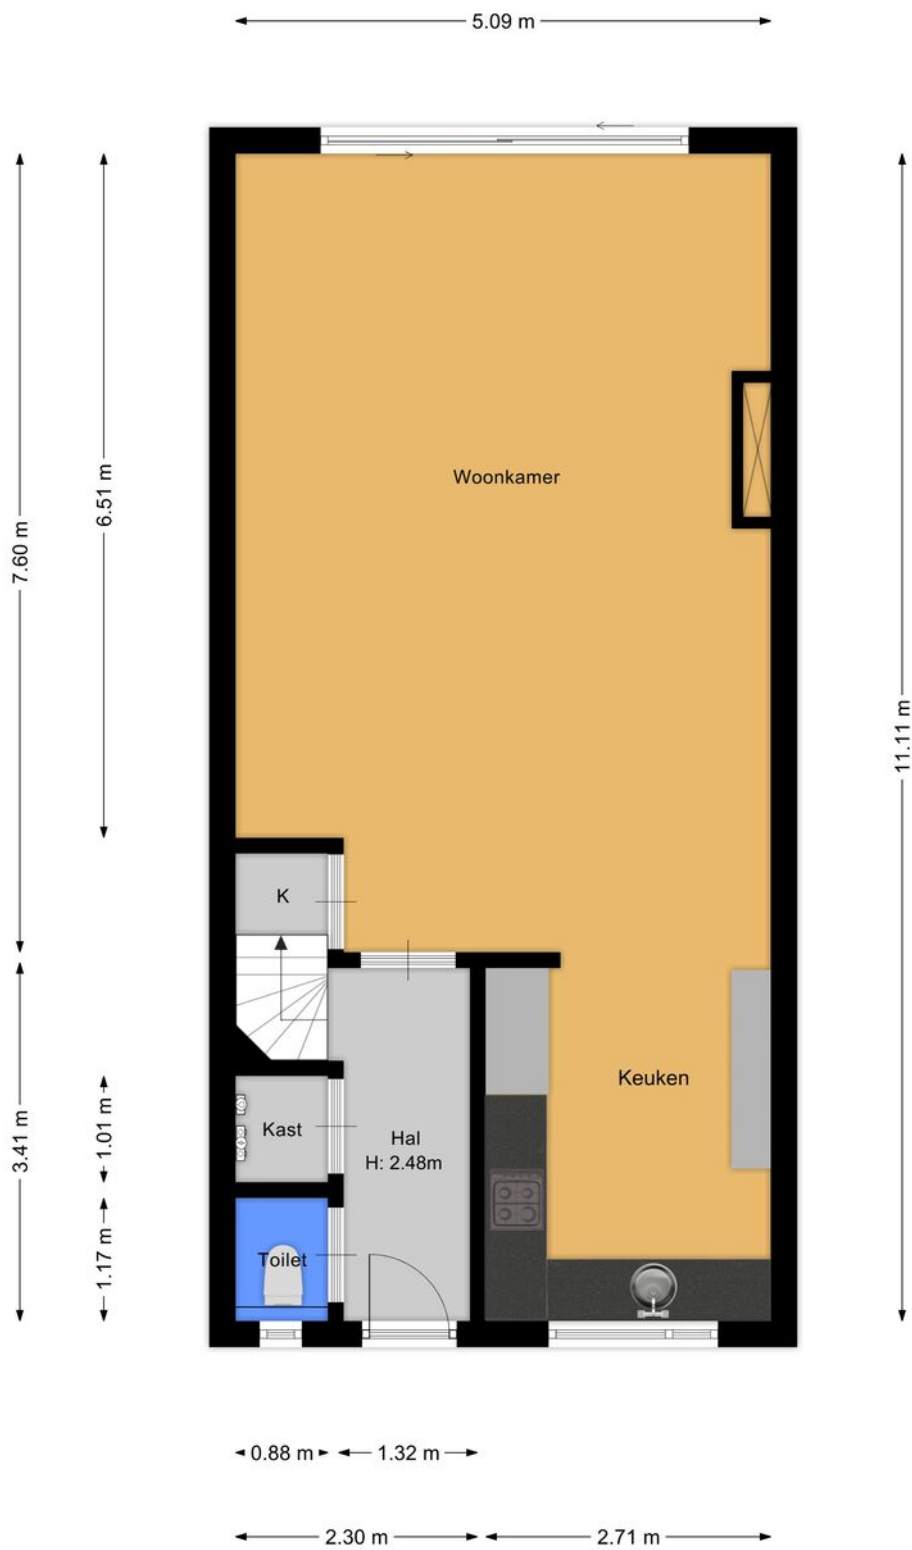 5.09 m
Woonkamer
6.51 m
7.60 m
11.11 m
K
Keuken
Kast
Hal
H: 2.48m
1.01 m
3.41 m
Toilet
1.17 m
0.88 m
1.32 m
2.30 m
2.71 m